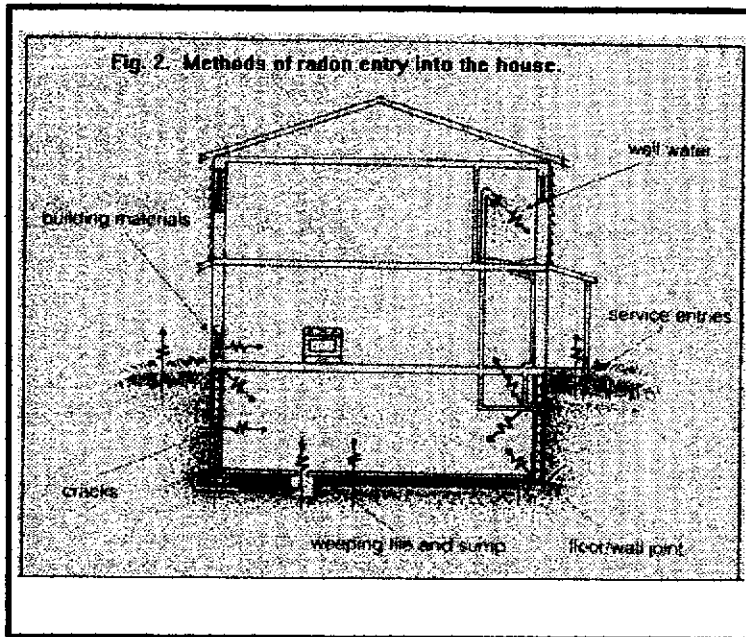 Fig. 2. Methods of radon entry into the house.
well water
building materials
service entries
cracks
weeping tile and sump
floor/wall joint